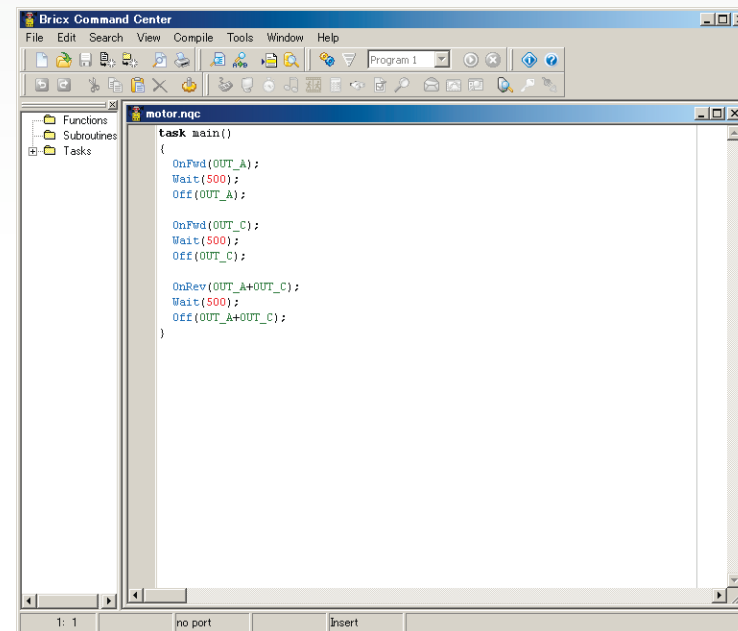 Bricx Command Center
File Edit Search View Compile Tools Window Help
Program 1
Functions
Subroutines
Tasks
motor.nqc
task main()
{
OnFwd(OUT_A);
Wait(500);
Off(OUT_A);
OnFwd(OUT_C);
Wait(500);
Off(OUT_C);
OnRev(OUT_A+OUT_C);
Wait(500);
Off(OUT_A+OUT_C);
}
1: 1 no port Insert